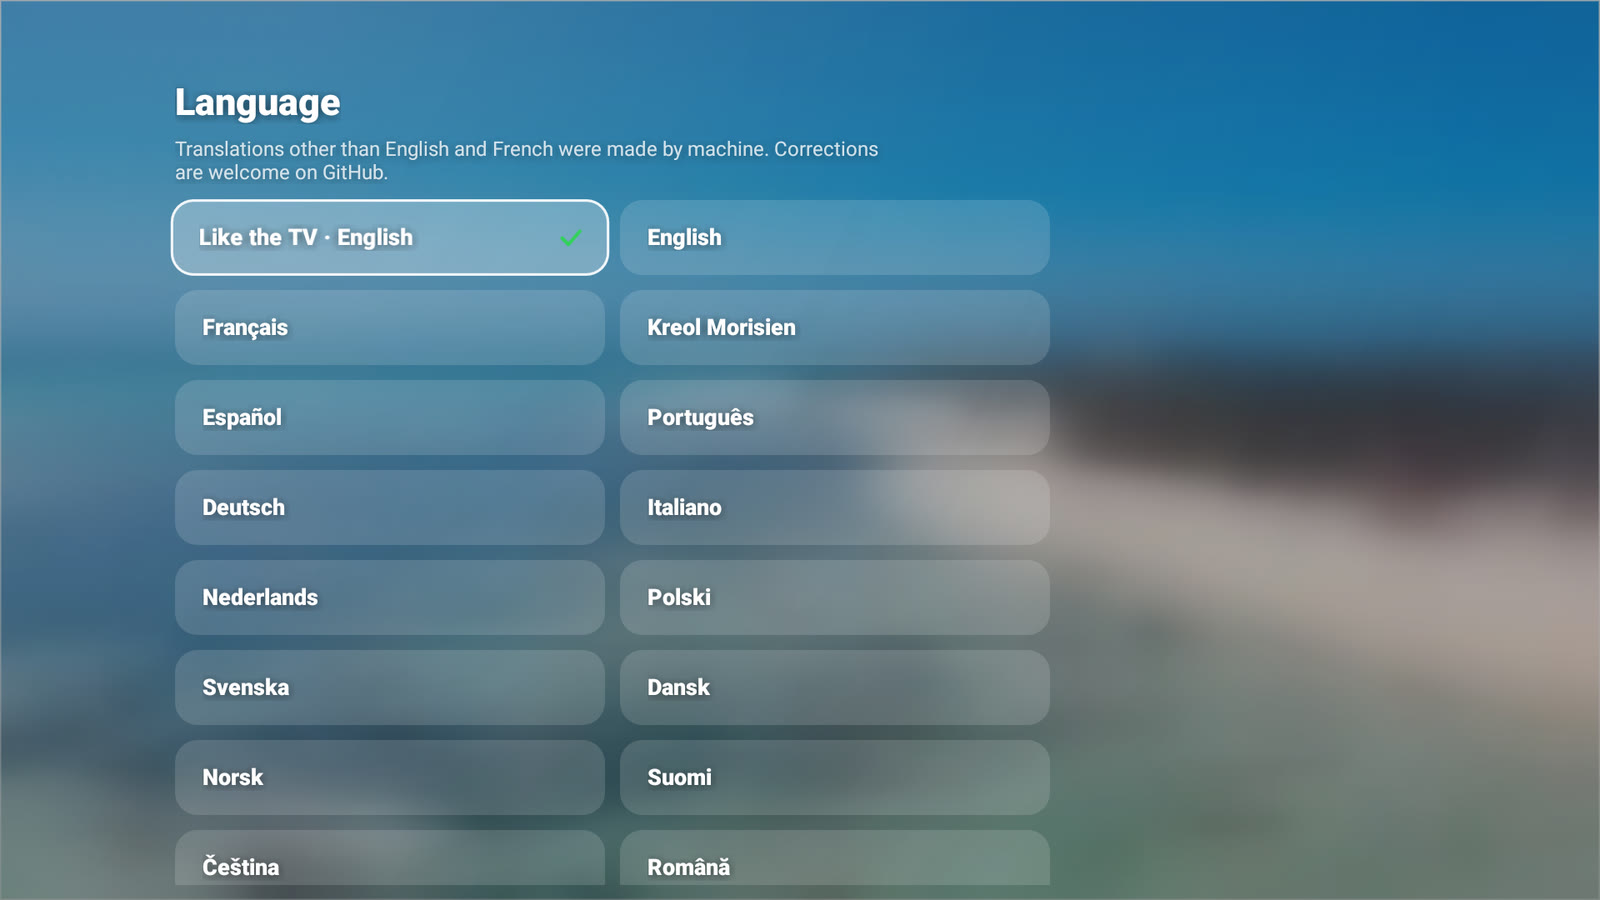 Language
Translations other than English and French were made by machine. Corrections
are welcome on GitHub.
Like the TV · English
English
Français
Kreol Morisien
Español
Português
Deutsch
Italiano
Nederlands
Polski
Svenska
Dansk
Norsk
Suomi
Čeština
Română